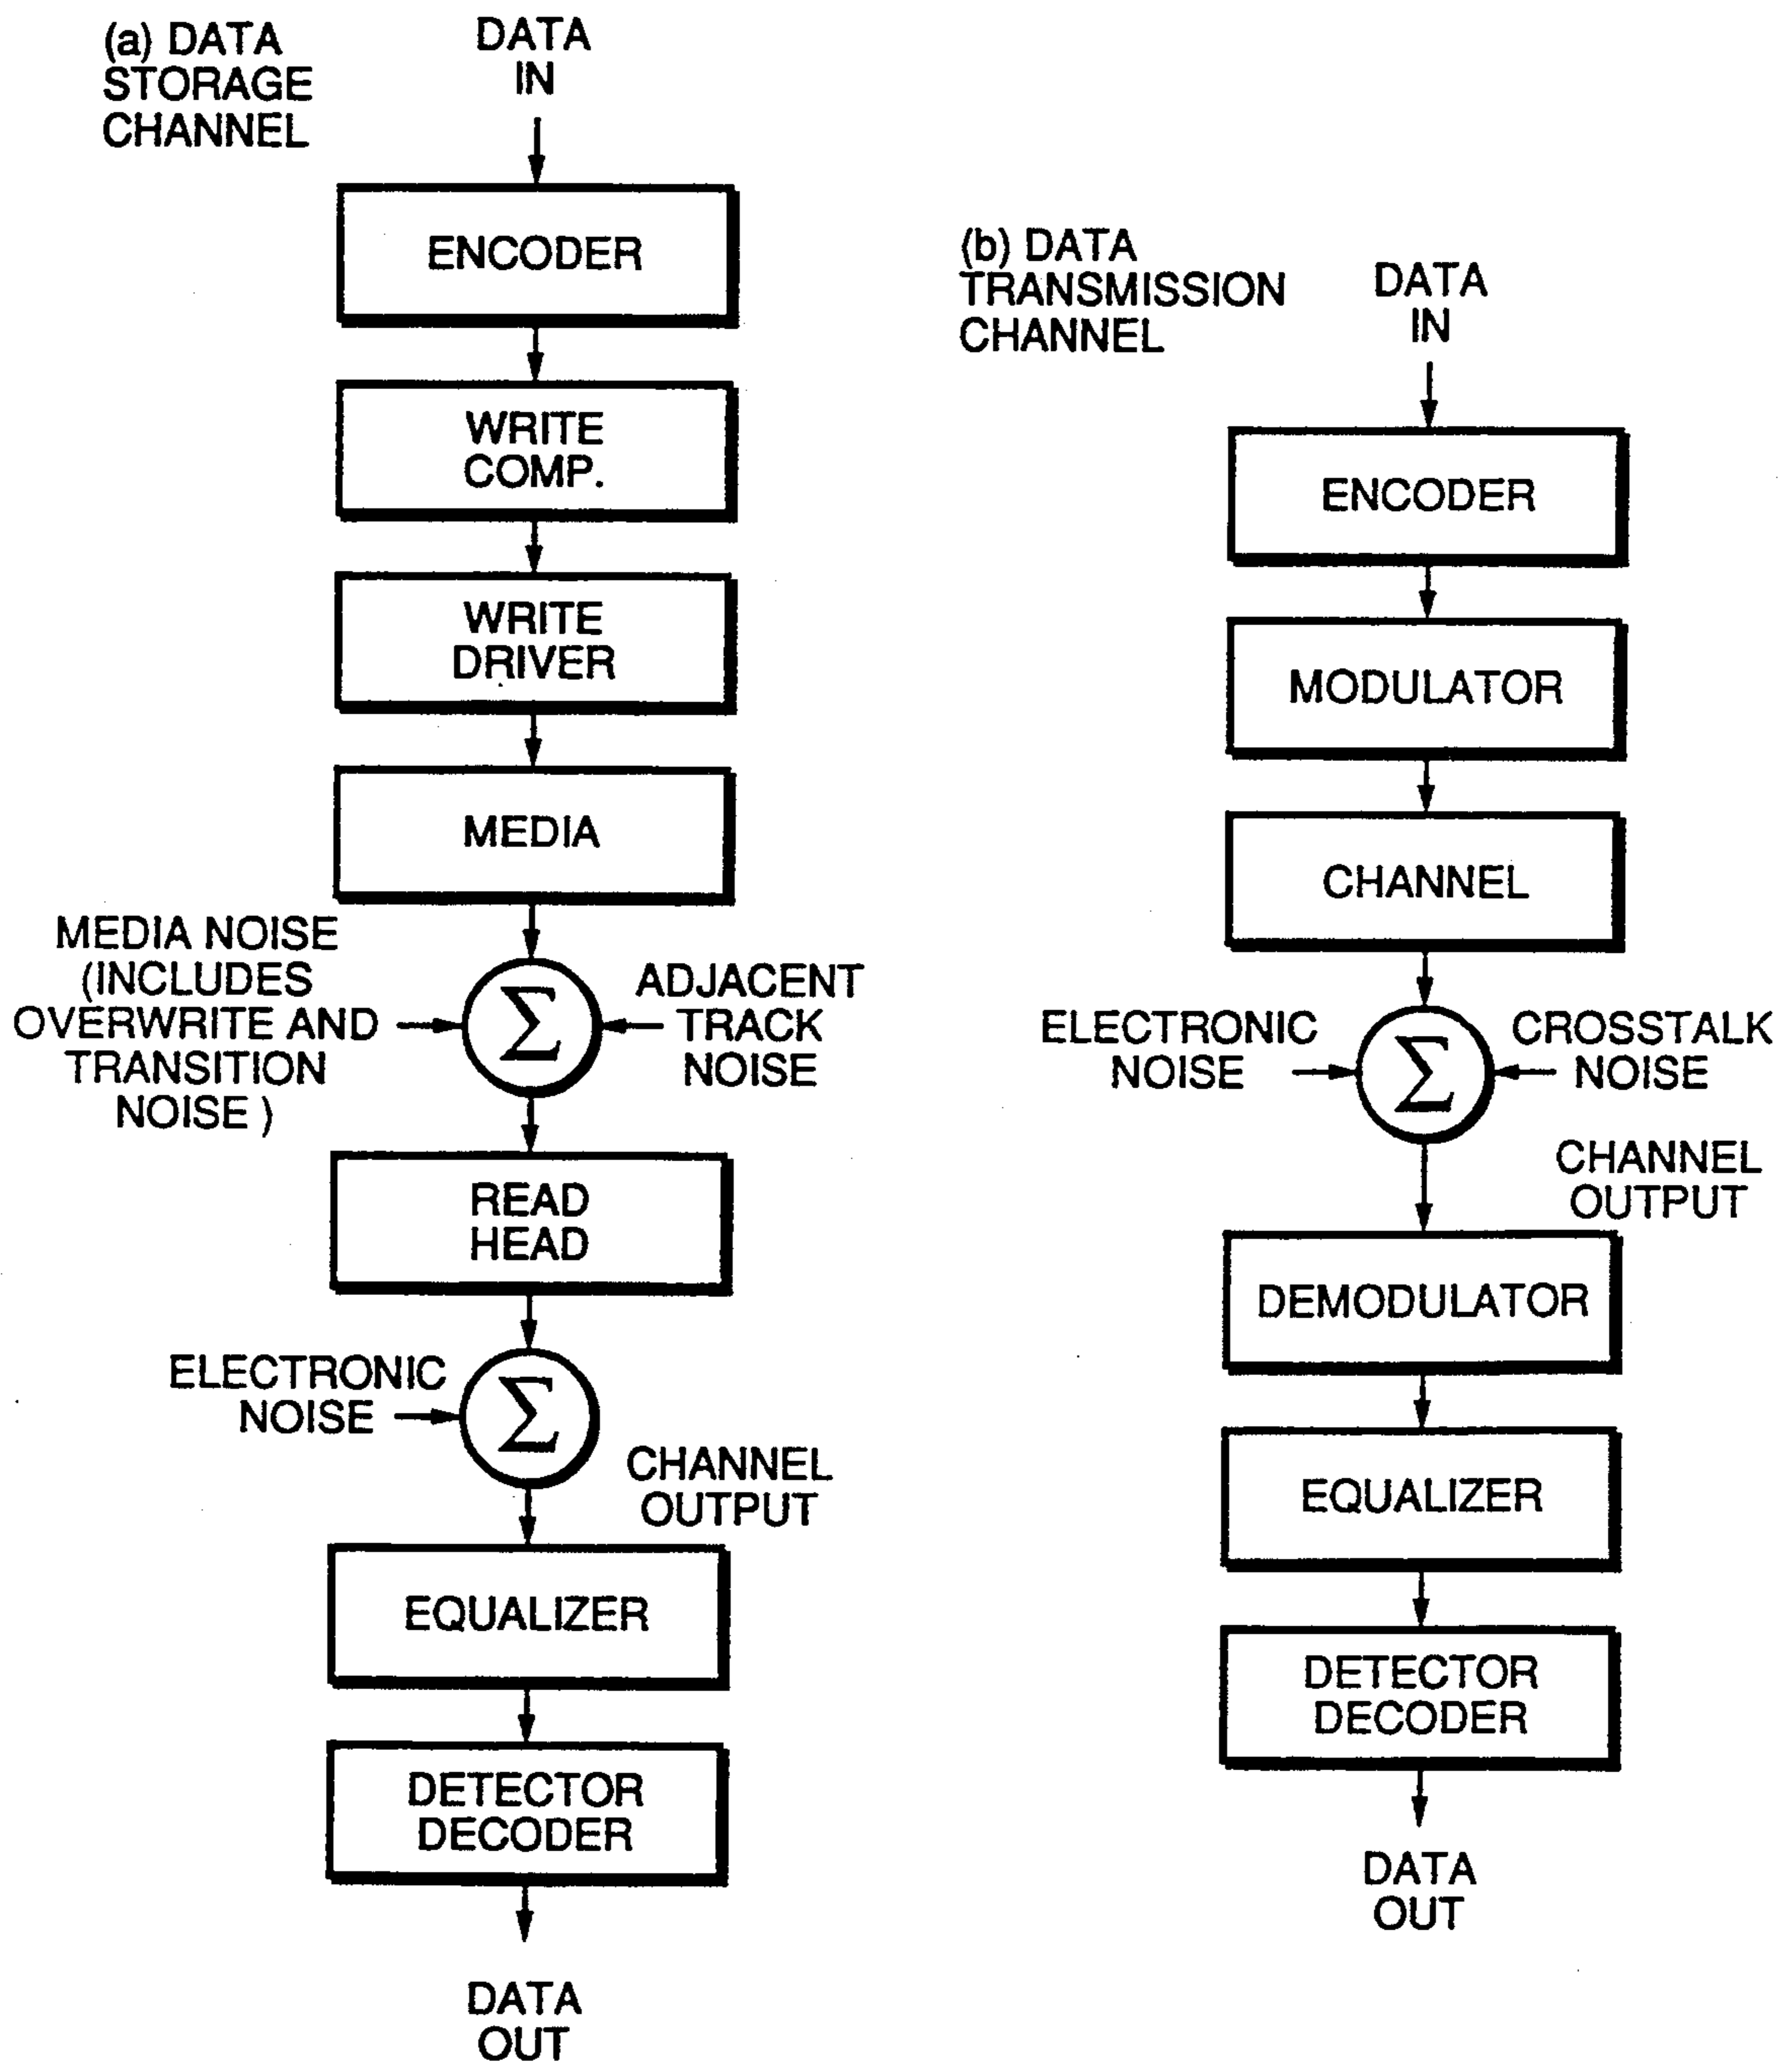 (a) DATA
STORAGE
CHANNEL
DATA
IN
ENCODER
WRITE
COMP.
WRITE
DRIVER
MEDIA
MEDIA NOISE
(INCLUDES
OVERWRITE AND
TRANSITION
NOISE )
Σ
ADJACENT
TRACK
NOISE
READ
HEAD
ELECTRONIC
NOISE
Σ
CHANNEL
OUTPUT
EQUALIZER
DETECTOR
DECODER
DATA
OUT
(b) DATA
TRANSMISSION
CHANNEL
DATA
IN
ENCODER
MODULATOR
CHANNEL
ELECTRONIC
NOISE
Σ
CROSSTALK
NOISE
CHANNEL
OUTPUT
DEMODULATOR
EQUALIZER
DETECTOR
DECODER
DATA
OUT